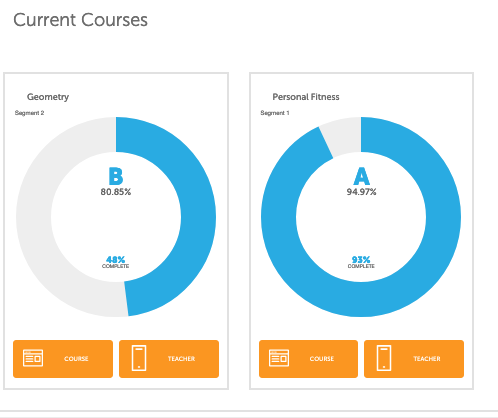 Current Courses
Geometry
Segment 2
B
80.85%
48%
COMPLETE
COURSE
TEACHER
Personal Fitness
Segment 1
A
94.97%
93%
COMPLETE
COURSE
TEACHER